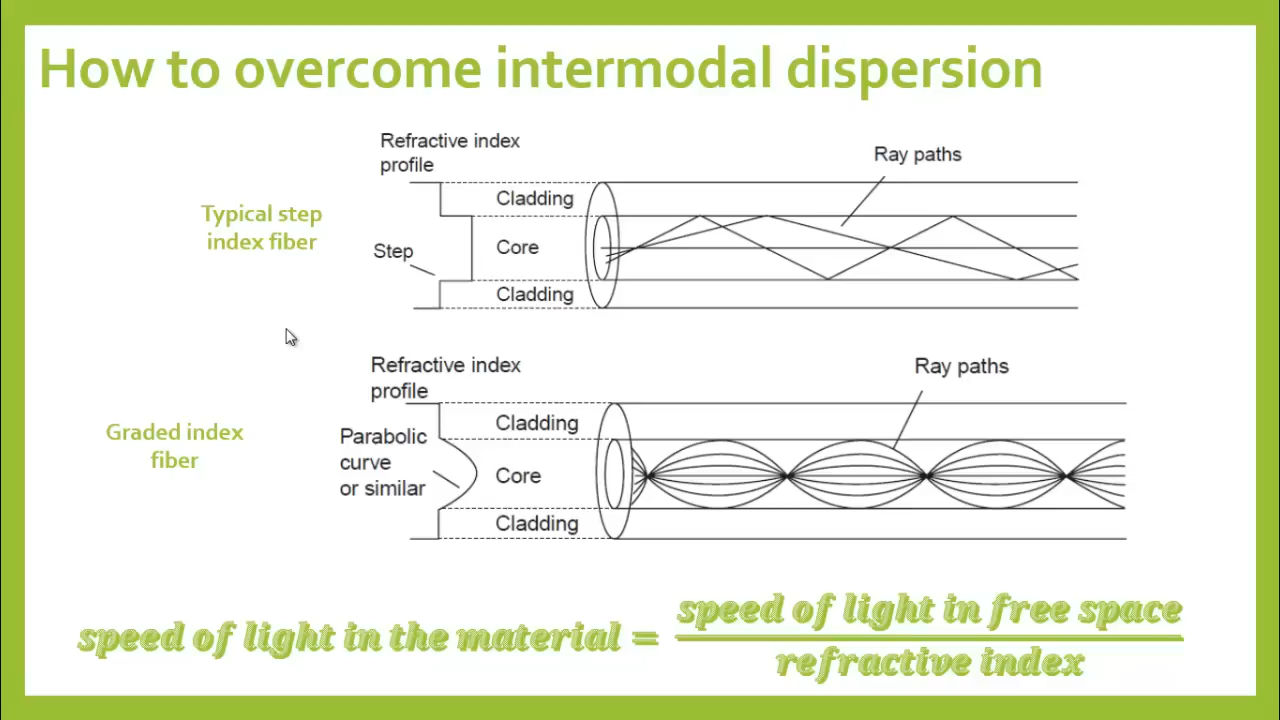 How to overcome intermodal dispersion
Refractive index
profile
Ray paths
Typical step
index fiber
Cladding
Step
Core
Cladding
Refractive index
profile
Ray paths
Graded index
fiber
Cladding
Parabolic
curve
or similar
Core
Cladding
speed of light in the material = speed of light in free space
refractive index